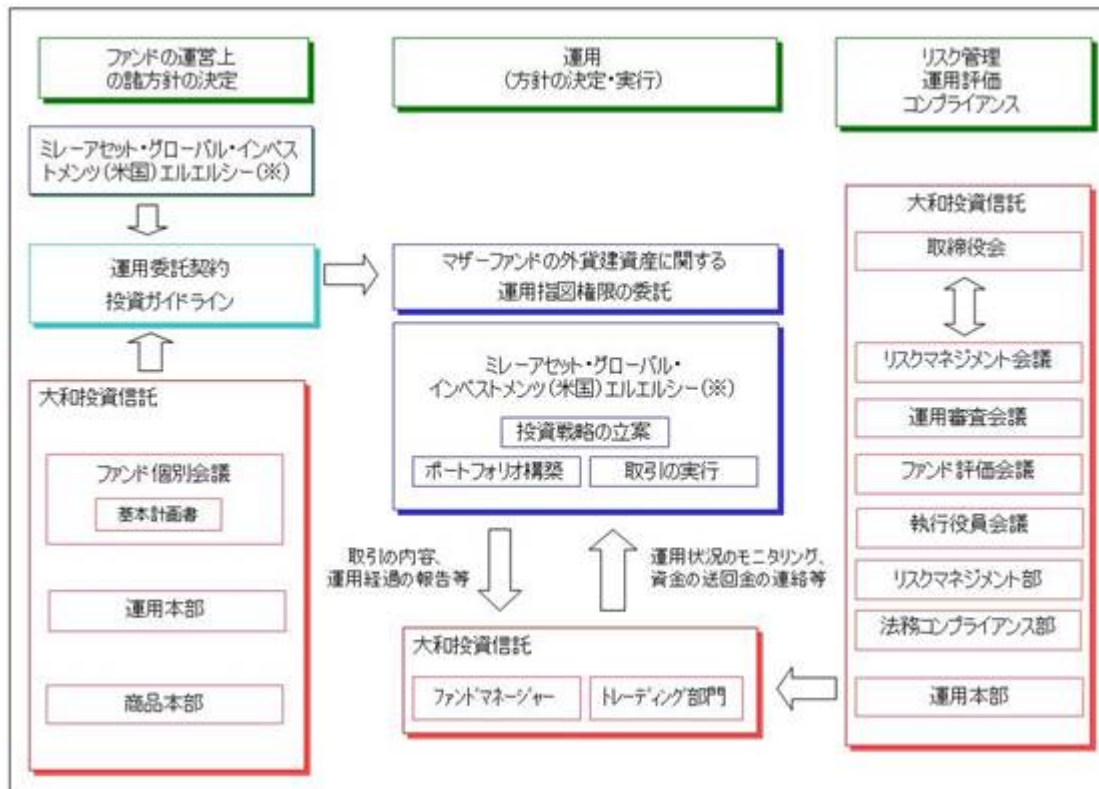 ファンドの運営上
の諸方針の決定
運用
(方針の決定・実行)
リスク管理
運用評価
コンプライアンス
ミレーアセット・グローバル・インベス
トメンツ(米国)エルエルシー(※)
運用委託契約
投資ガイドライン
マザーファンドの外貨建資産に関する
運用指図権限の委託
ミレーアセット・グローバル・
インベストメンツ(米国)エルエルシー(※)
投資戦略の立案
ポートフォリオ構築
取引の実行
大和投資信託
ファンド個別会議
基本計画書
運用本部
商品本部
取引の内容、
運用経過の報告等
運用状況のモニタリング、
資金の送回金の連絡等
大和投資信託
ファンドマネージャー
トレーディング部門
大和投資信託
取締役会
リスクマネジメント会議
運用審査会議
ファンド評価会議
執行役員会議
リスクマネジメント部
法務コンプライアンス部
運用本部